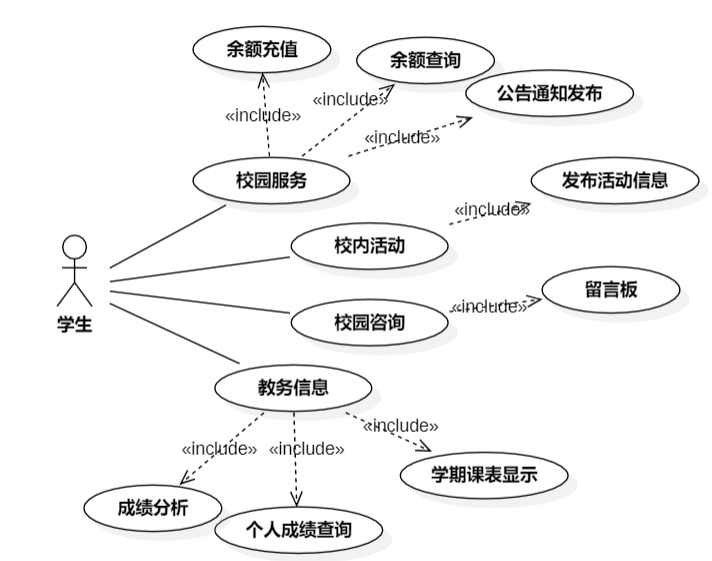 余额充值
余额查询
公告通知发布
«include»
«include»
«include»
校园服务
发布活动信息
«include»
校内活动
留言板
«include»
校园咨询
学生
教务信息
«include»
«include»
«include»
学期课表显示
成绩分析
个人成绩查询